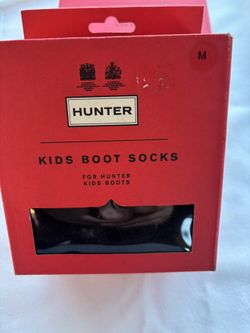 M
HUNTER
KIDS BOOT SOCKS
FOR HUNTER
KIDS BOOTS